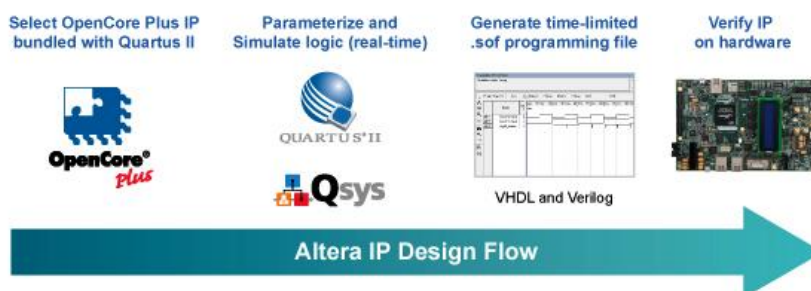 Select OpenCore Plus IP
bundled with Quartus II
Parameterize and
Simulate logic (real-time)
Generate time-limited
.sof programming file
Verify IP
on hardware
OpenCore®
Plus
QUARTUS® II
Qsys
VHDL and Verilog
Altera IP Design Flow